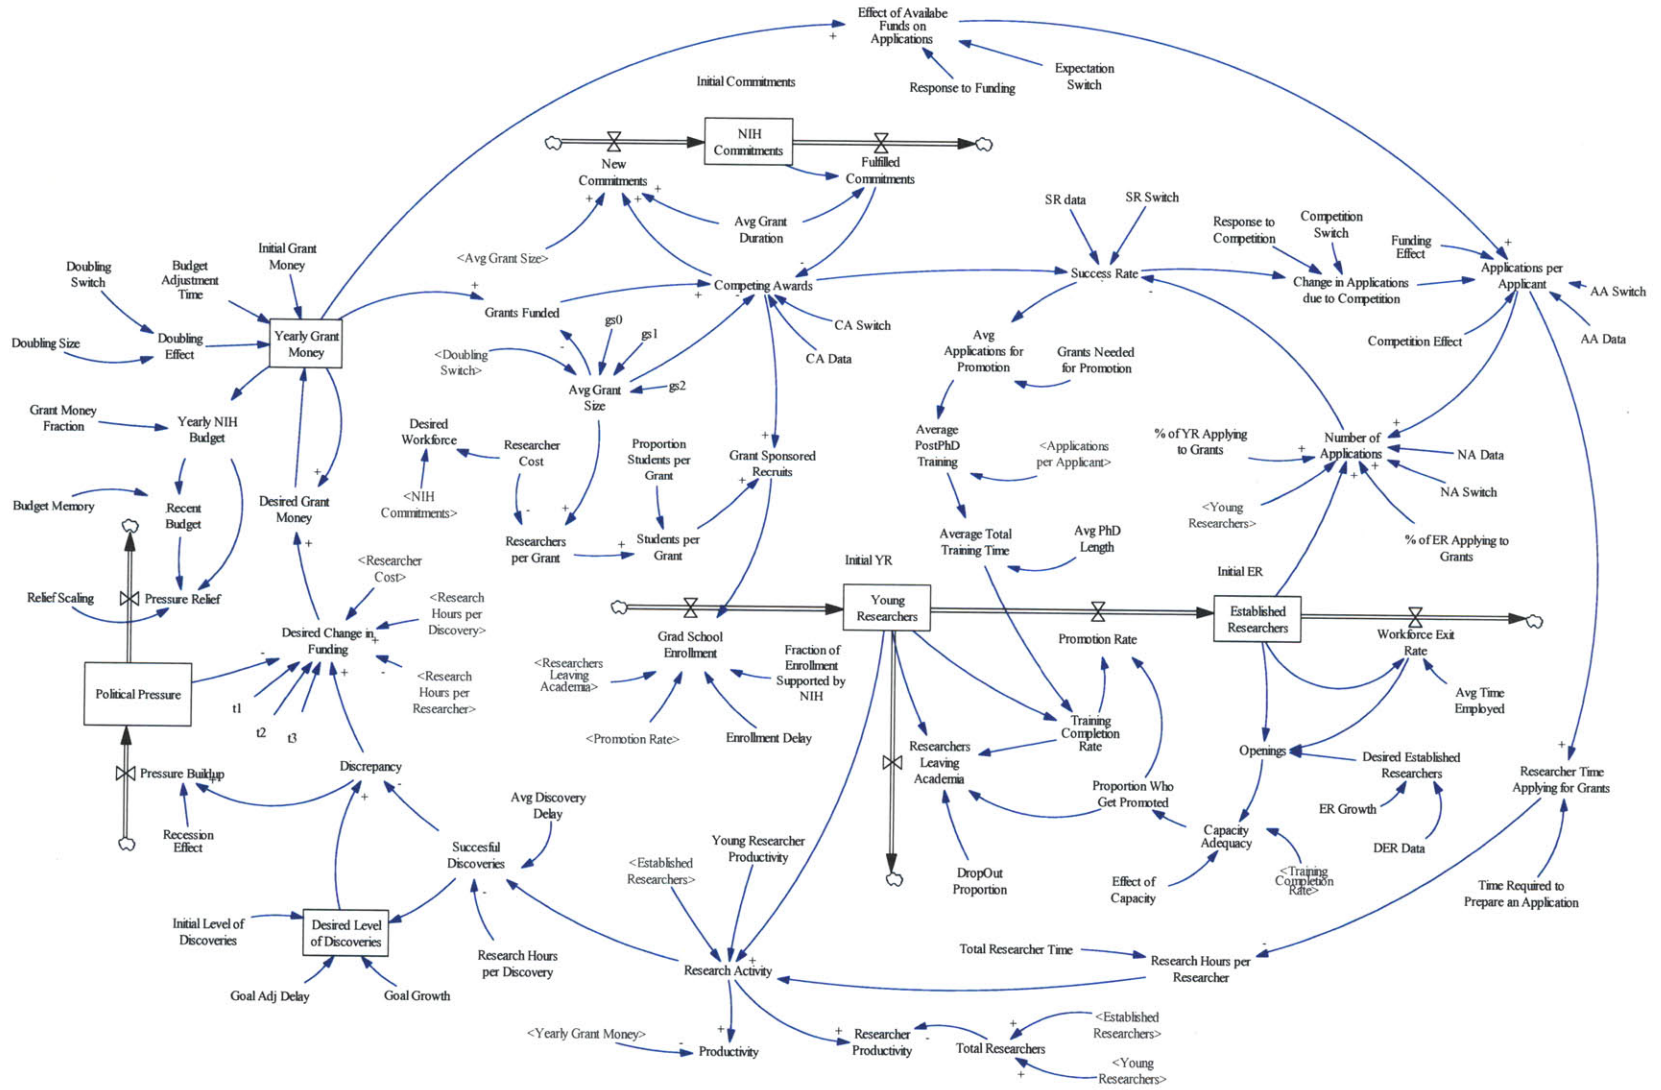 Effect of Availabe
Funds on
Applications
+
Expectation
Switch
Response to Funding
Initial Commitments
NIH
Commitments
New
Commitments
Fulfilled
Commitments
+
+
+
Avg Grant
Duration
<Avg Grant Size>
SR data
SR Switch
Response to
Competition
Competition
Switch
Funding
Effect
+
Applications per
Applicant
AA Switch
AA Data
Competition Effect
Change in Applications
due to Competition
Success Rate
-
-
Competing Awards
+
-
CA Switch
CA Data
Doubling
Switch
Budget
Adjustment
Time
Initial Grant
Money
Doubling Size
Doubling
Effect
Yearly Grant
Money
+
Grants Funded
-
gs0
gs1
gs2
<Doubling
Switch>
Avg Grant
Size
Avg
Applications for
Promotion
Grants Needed
for Promotion
Grant Money
Fraction
Yearly NIH
Budget
Desired
Workforce
Researcher
Cost
Proportion
Students per
Grant
+
Grant Sponsored
Recruits
+
Average
PostPhD
Training
<Applications
per Applicant>
% of YR Applying
to Grants
+
Number of
Applications
+
+
+
NA Data
NA Switch
<Young
Researchers>
% of ER Applying to
Grants
Budget Memory
Recent
Budget
+
Desired Grant
Money
+
<NIH
Commitments>
-
+
Researchers
per Grant
+
Students per
Grant
Average Total
Training Time
Avg PhD
Length
Initial YR
Initial ER
Relief Scaling
Pressure Relief
<Researcher
Cost>
<Research
Hours per
Discovery>
Desired Change in
Funding
-
+
+
-
<Research
Hours per
Researcher>
t1
t2
t3
Young
Researchers
Established
Researchers
Grad School
Enrollment
<Researchers
Leaving
Academia>
Fraction of
Enrollment
Supported by
NIH
<Promotion Rate>
Enrollment Delay
Promotion Rate
Workforce Exit
Rate
Avg Time
Employed
Political Pressure
Training
Completion
Rate
Researchers
Leaving
Academia
Openings
Desired Established
Researchers
ER Growth
DER Data
+
Researcher Time
Applying for Grants
Pressure Buildup
+
Discrepancy
+
-
Recession
Effect
Avg Discovery
Delay
Proportion Who
Get Promoted
Capacity
Adequacy
Effect of
Capacity
<Training
Completion
Rate>
DropOut
Proportion
Time Required to
Prepare an Application
Succesful
Discoveries
-
Young Researcher
Productivity
<Established
Researchers>
Initial Level of
Discoveries
Desired Level
of Discoveries
Research Hours
per Discovery
Goal Adj Delay
Goal Growth
Research Activity
+
Total Researcher Time
-
Research Hours per
Researcher
<Yearly Grant Money>
-
+
Productivity
+
Researcher
Productivity
-
Total Researchers
+
+
<Established
Researchers>
<Young
Researchers>